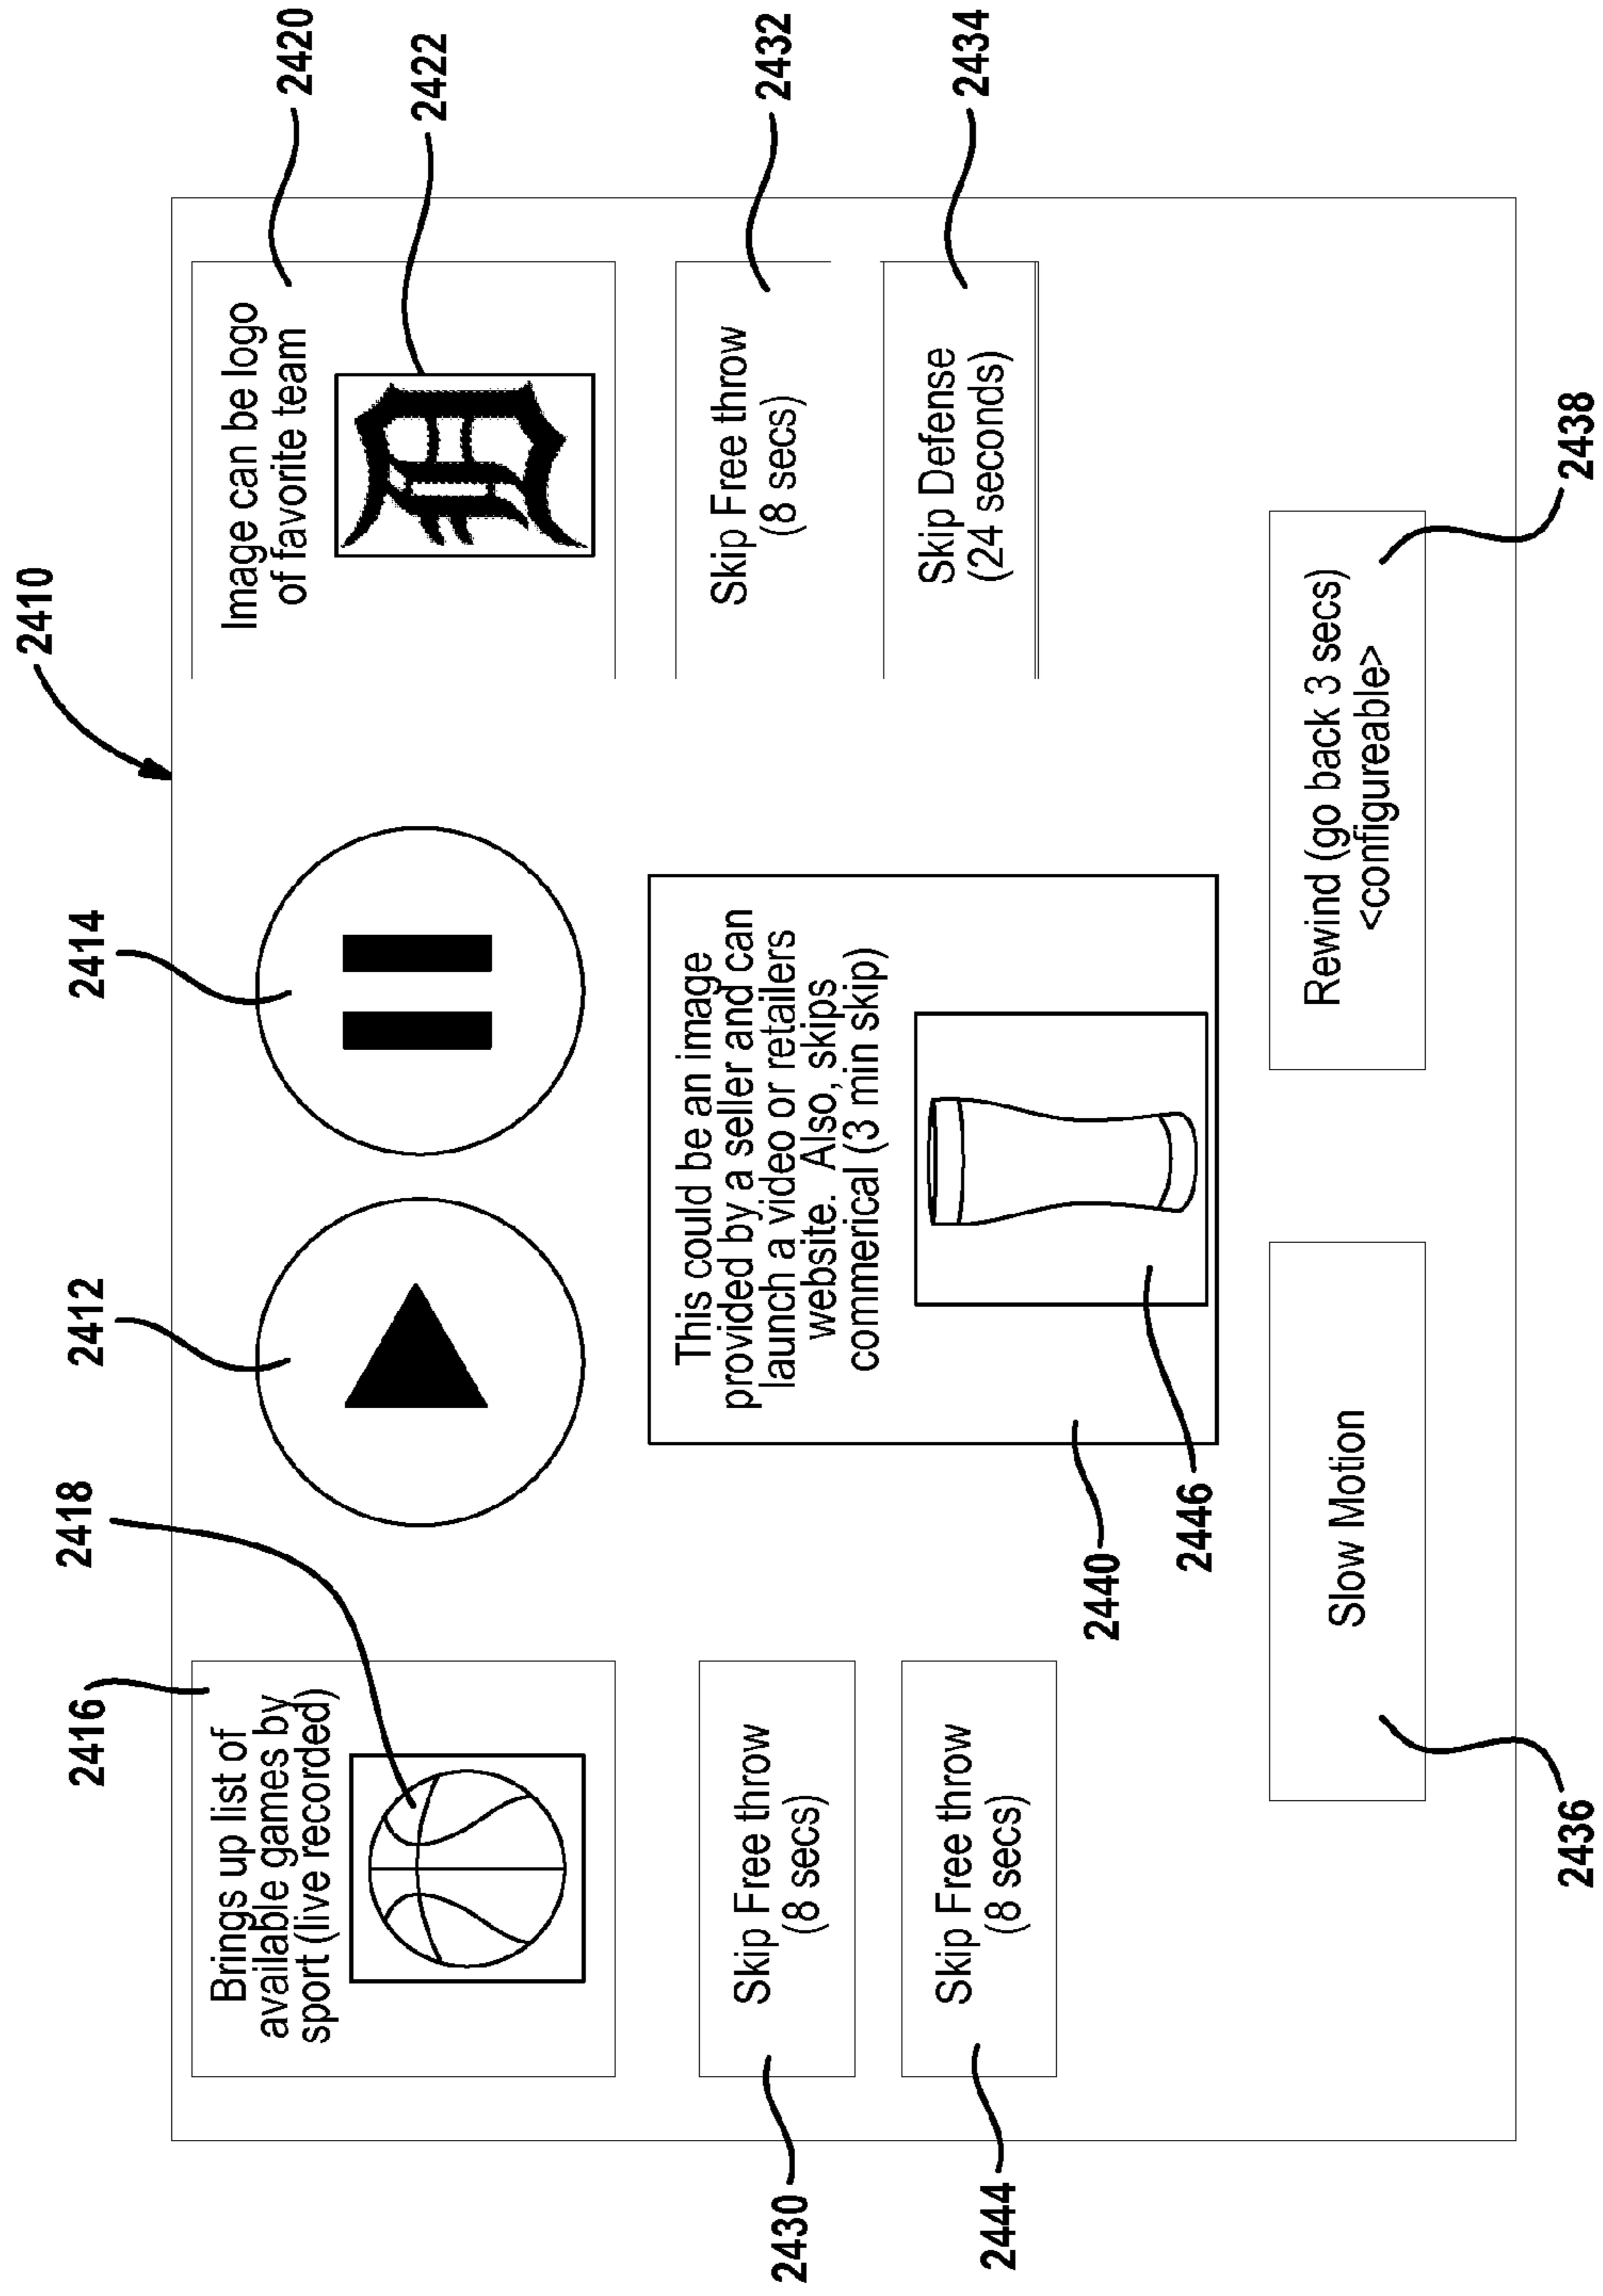 2410
2416
2418
2412
2414
2420
2422
Brings up list of
available games by
sport (live recorded)
Image can be logo
of favorite team
D
2430
Skip Free throw
(8 secs)
2444
Skip Free throw
(8 secs)
This could be an image
provided by a seller and can
launch a video or retailers
website.  Also, skips
commerical (3 min skip)
2440
2446
Skip Free throw
(8 secs)
2432
Skip Defense
(24 seconds)
2434
Slow Motion
2436
Rewind (go back 3 secs)
<configureable>
2438